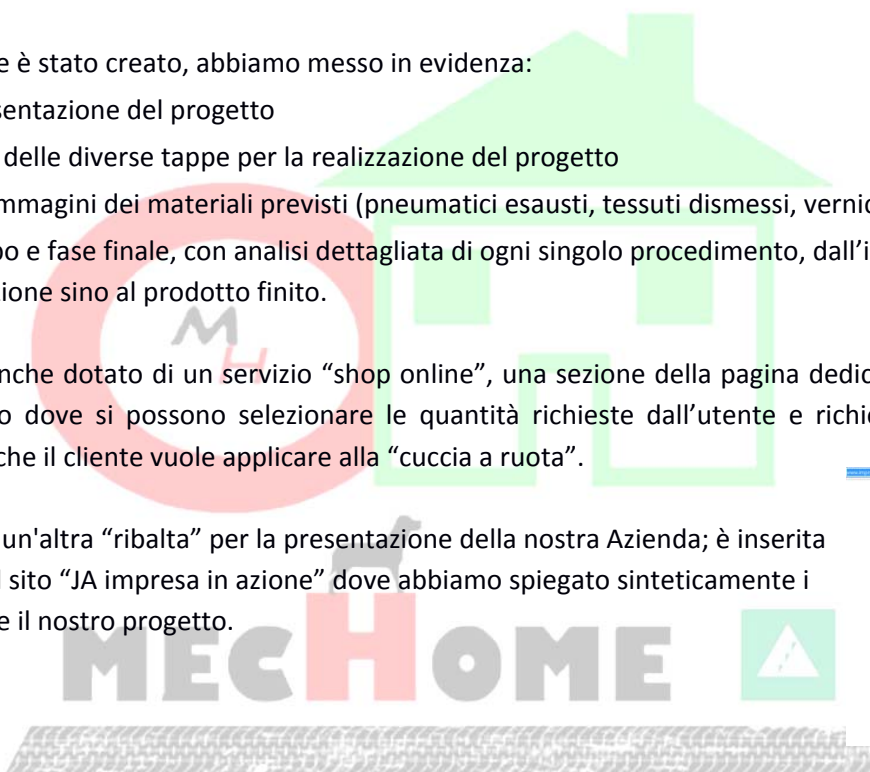 e è stato creato, abbiamo messo in evidenza:
sentazione del progetto
delle diverse tappe per la realizzazione del progetto
mmagini dei materiali previsti (pneumatici esausti, tessuti dismessi, vernic
oo e fase finale, con analisi dettagliata di ogni singolo procedimento, dall'i
zione sino al prodotto finito.
M
H
nche dotato di un servizio “shop online”, una sezione della pagina dedic
o dove si possono selezionare le quantità richieste dall'utente e richie
che il cliente vuole applicare alla “cuccia a ruota”.
un'altra “ribalta” per la presentazione della nostra Azienda; è inserita
l sito “JA impresa in azione” dove abbiamo spiegato sinteticamente i
e il nostro progetto.
MECHOME